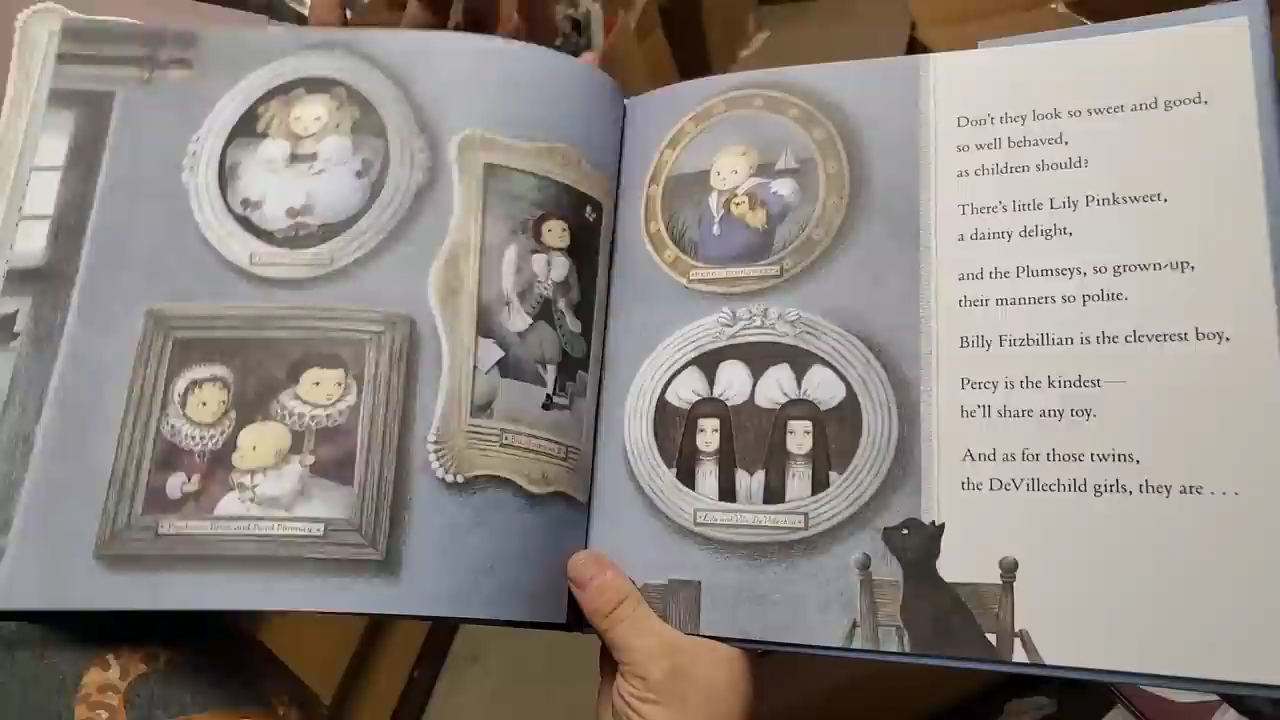 Don't they look so sweet and good,
so well behaved,
as children should?
There's little Lily Pinksweet,
a dainty delight,
and the Plumseys, so grown-up,
their manners so polite.
Billy Fitzbillian is the cleverest boy,
Percy is the kindest—
he'll share any toy.
And as for those twins,
the DeVillechild girls, they are . . .